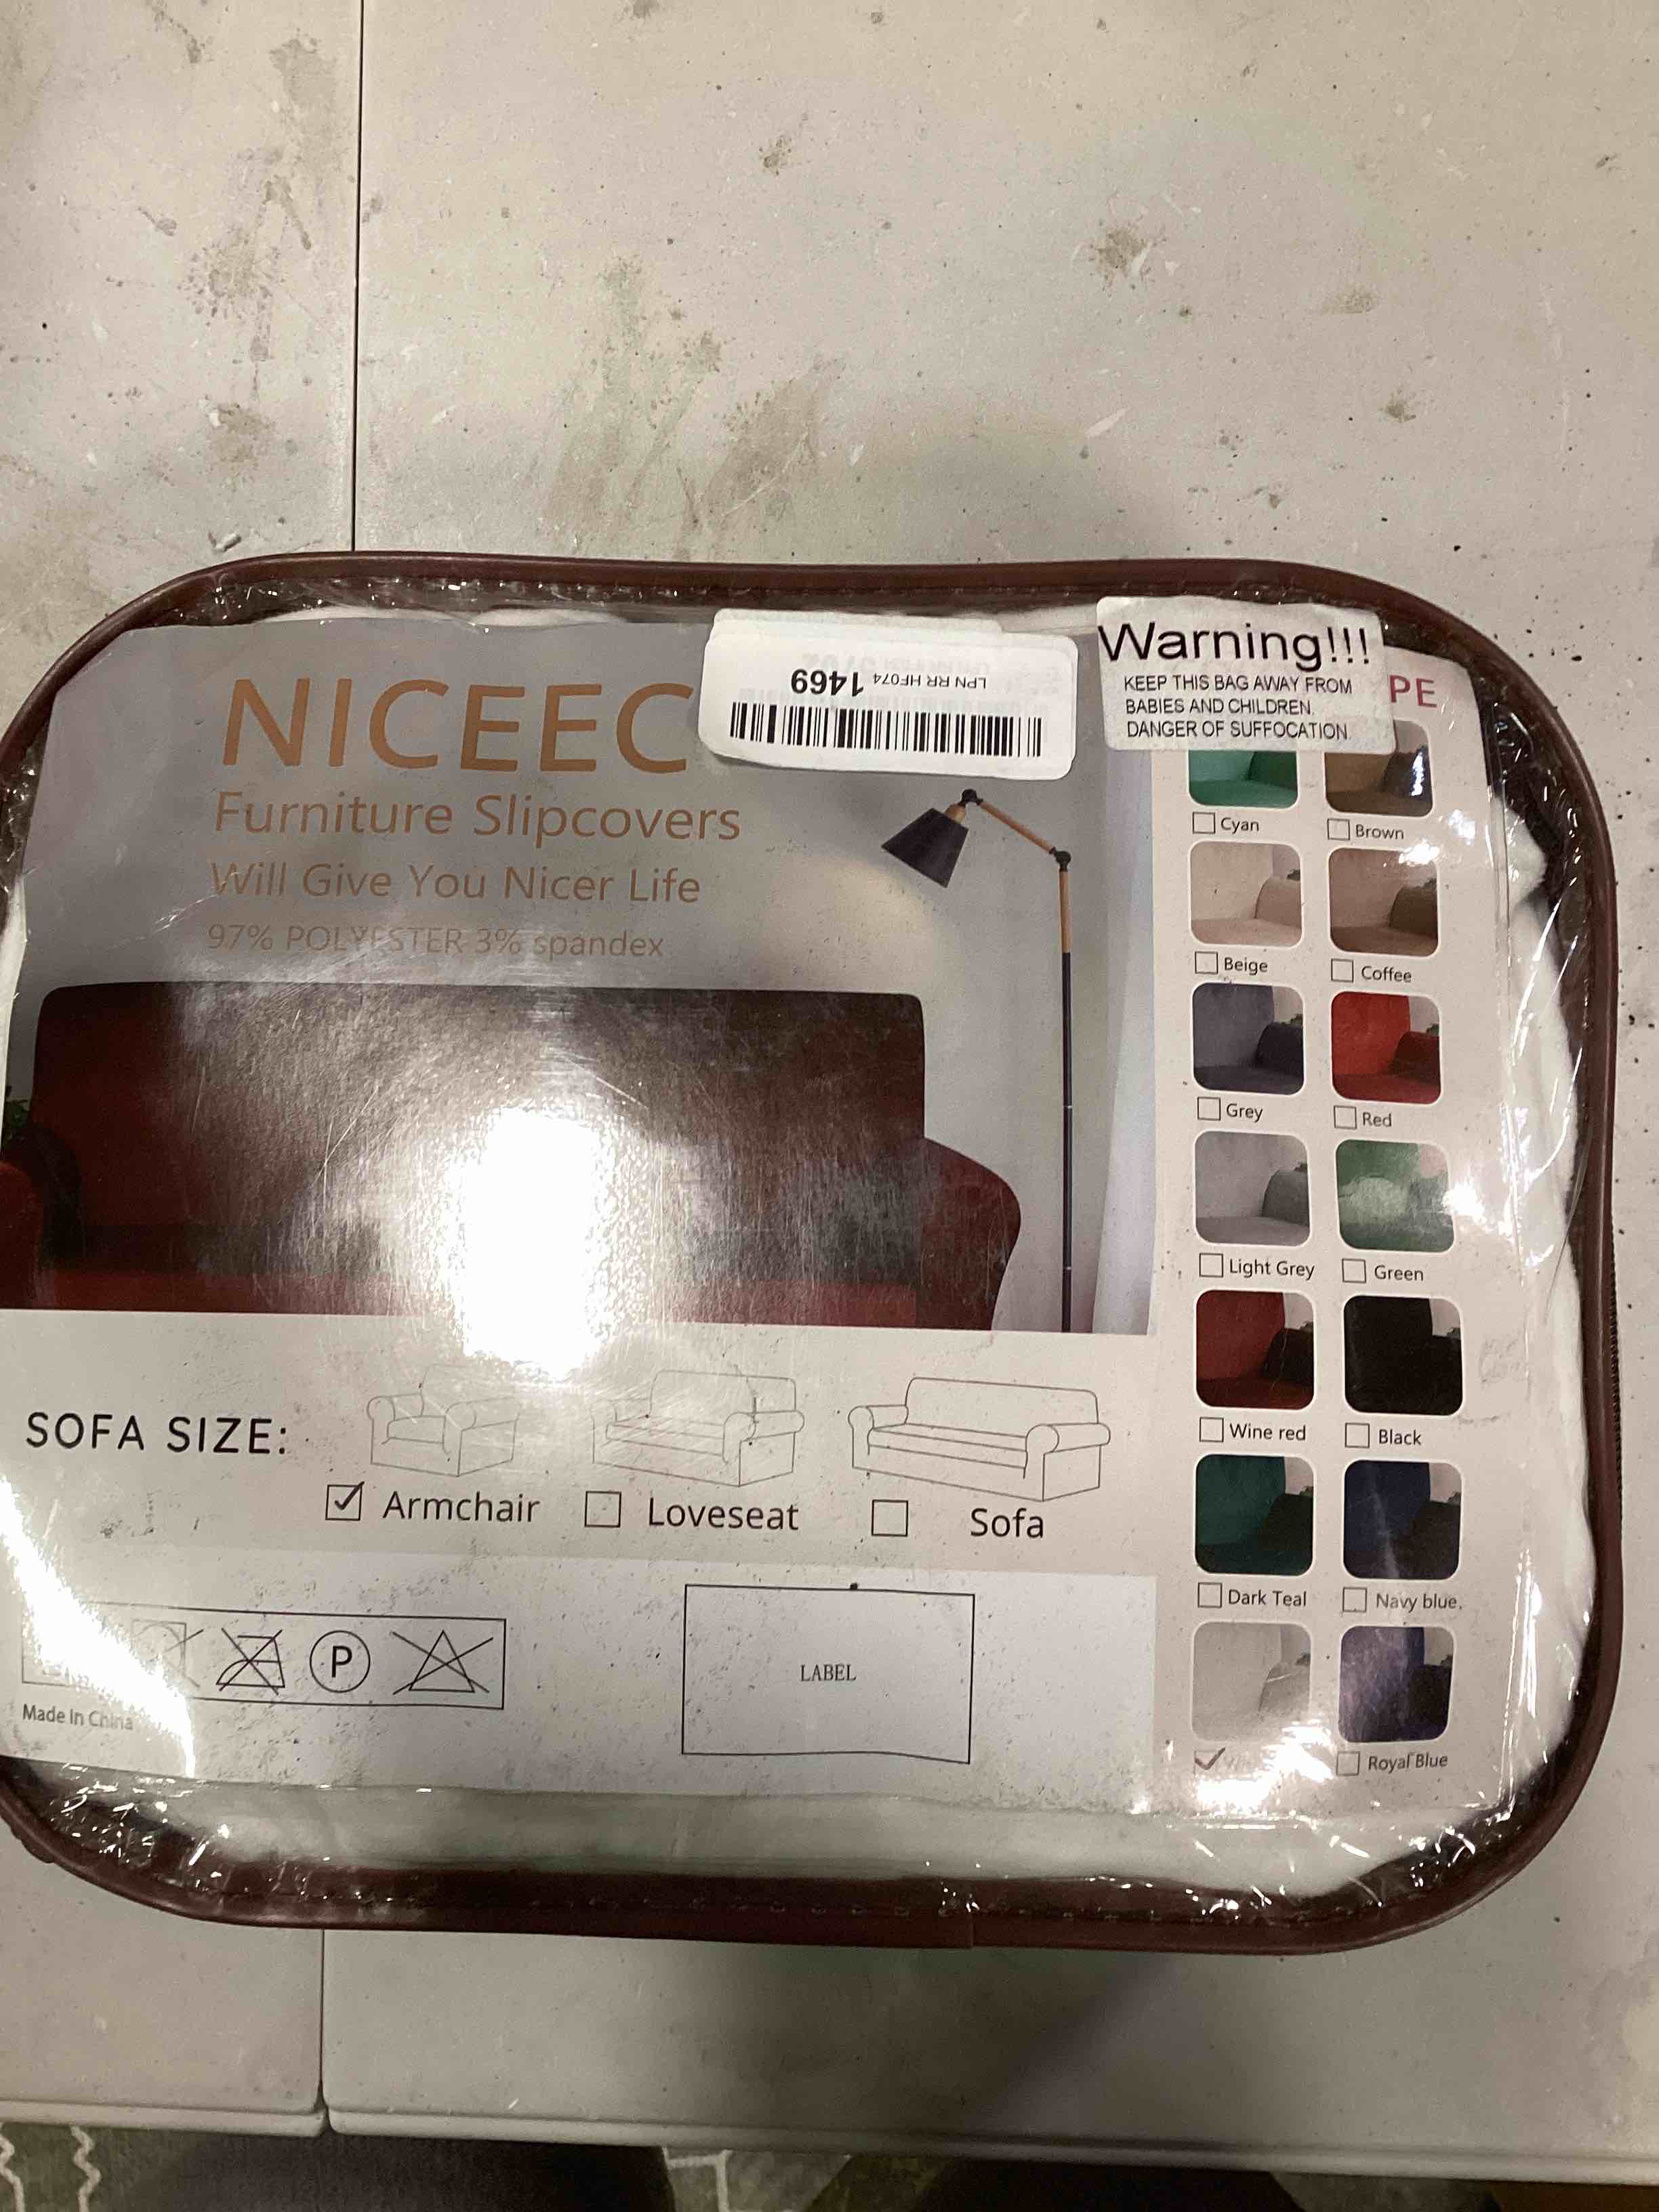 NICEEC
Furniture Slipcovers
Will Give You Nicer Life
97% POLYESTER 3% spandex
LPN RR HF074 1469
Warning!!!
KEEP THIS BAG AWAY FROM
BABIES AND CHILDREN.
DANGER OF SUFFOCATION
PE
Cyan
Brown
Beige
Coffee
Grey
Red
Light Grey
Green
Wine red
Black
Dark Teal
Navy blue.
Royal Blue
SOFA SIZE:
Armchair
Loveseat
Sofa
P
Made In China
LABEL